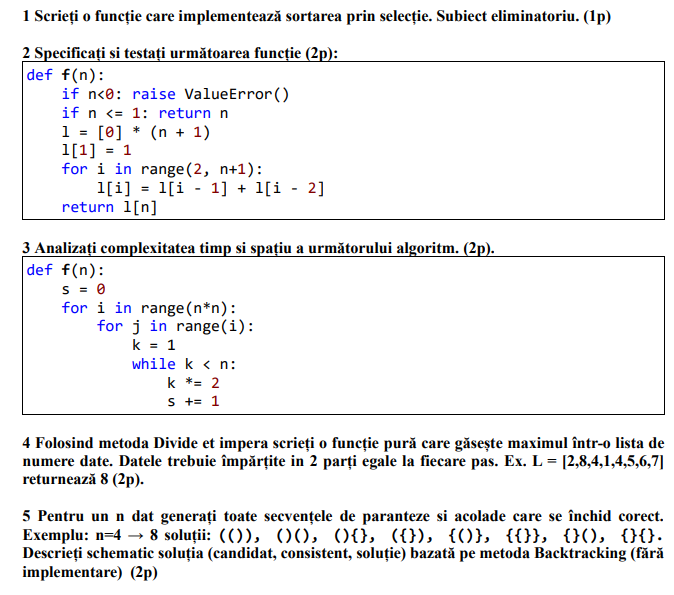 1 Scrieți o funcție care implementează sortarea prin selecție. Subiect eliminatoriu. (1p)
2 Specificați si testați următoarea funcție (2p):
def f(n):
    if n<0: raise ValueError()
    if n <= 1: return n
    l = [0] * (n + 1)
    l[1] = 1
    for i in range(2, n+1):
        l[i] = l[i - 1] + l[i - 2]
    return l[n]
3 Analizați complexitatea timp si spațiu a următorului algoritm. (2p).
def f(n):
    s = 0
    for i in range(n*n):
        for j in range(i):
            k = 1
            while k < n:
                k *= 2
                s += 1
4 Folosind metoda Divide et impera scrieți o funcție pură care găsește maximul într-o lista de
numere date. Datele trebuie împărțite in 2 parți egale la fiecare pas. Ex. L = [2,8,4,1,4,5,6,7]
returnează 8 (2p).
5 Pentru un n dat generați toate secvențele de paranteze si acolade care se închid corect.
Exemplu: n=4 → 8 soluții: (()), ()(), (){}, ({}), {()}, {{}}, {}(), {}{}.
Descrieți schematic soluția (candidat, consistent, soluție) bazată pe metoda Backtracking (fără
implementare) (2p)